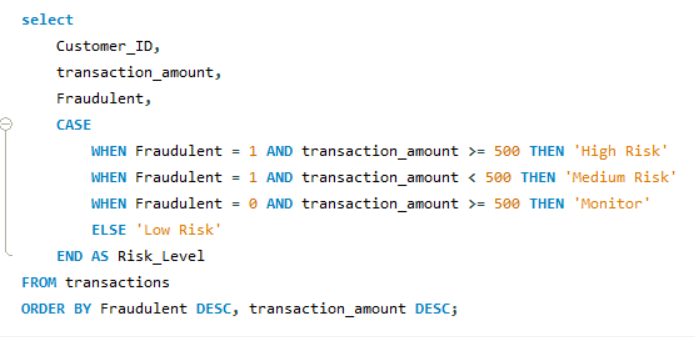 select
Customer_ID,
transaction_amount,
Fraudulent,
CASE
WHEN Fraudulent = 1 AND transaction_amount >= 500 THEN 'High Risk'
WHEN Fraudulent = 1 AND transaction_amount < 500 THEN 'Medium Risk'
WHEN Fraudulent = 0 AND transaction_amount >= 500 THEN 'Monitor'
ELSE 'Low Risk'
END AS Risk_Level
FROM transactions
ORDER BY Fraudulent DESC, transaction_amount DESC;